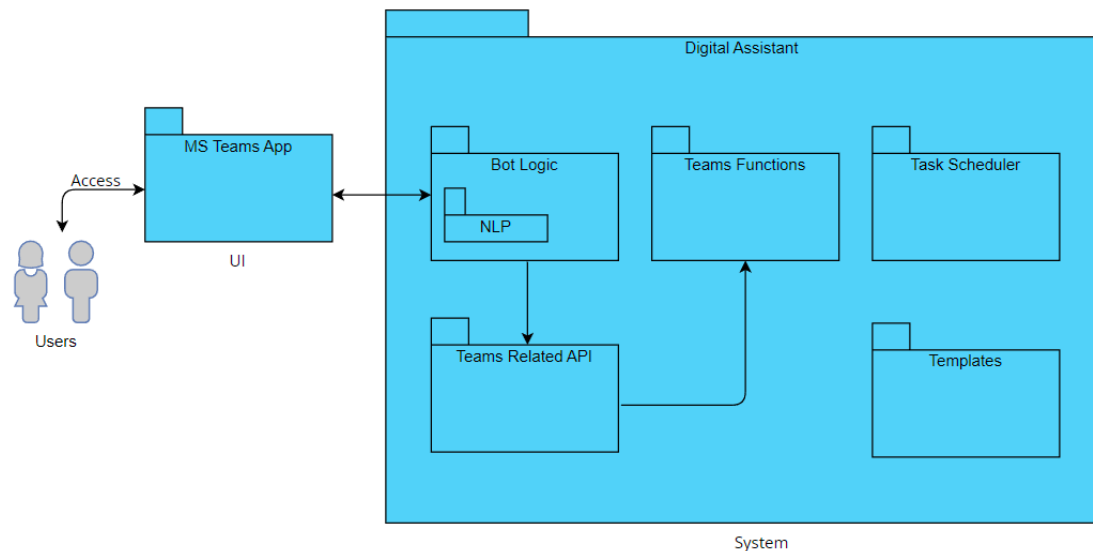 Digital Assistant
MS Teams App
Bot Logic
Teams Functions
Task Scheduler
Access
NLP
UI
Users
Teams Related API
Templates
System